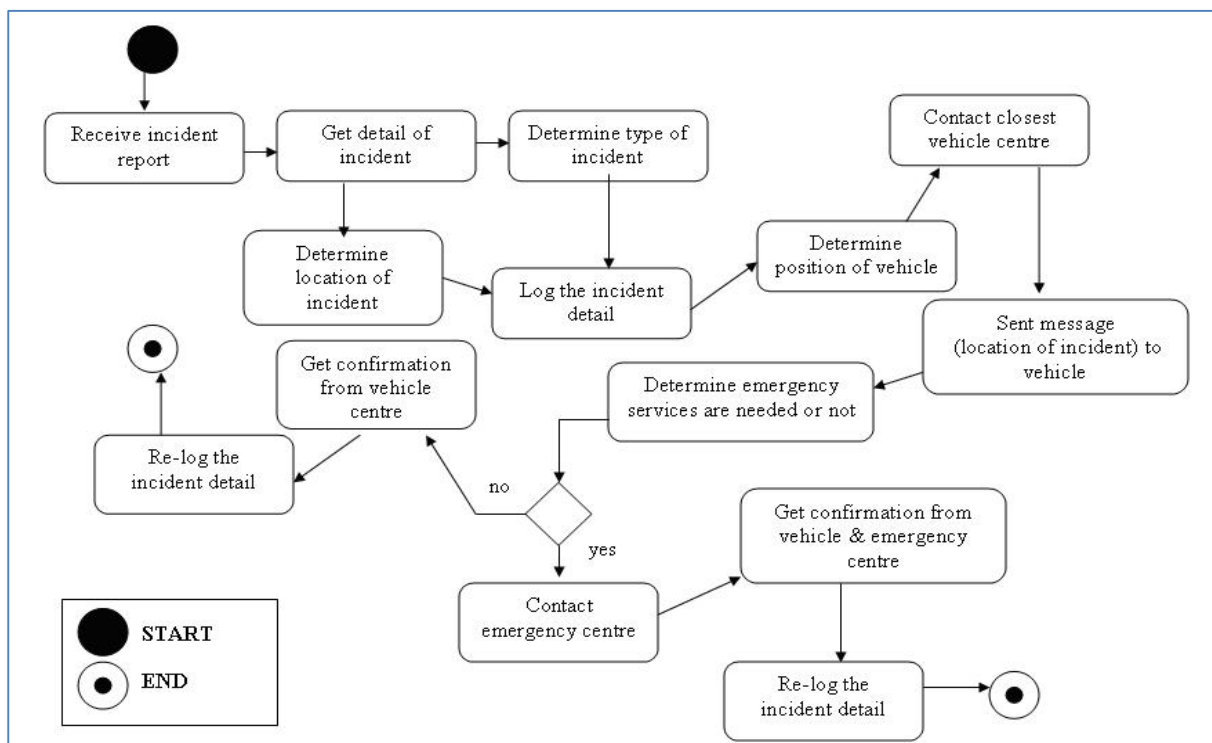 Receive incident
report
Get detail of
incident
Determine type of
incident
Contact closest
vehicle centre
Determine
location of
incident
Log the incident
detail
Determine
position of vehicle
Sent message
(location of incident) to
vehicle
Get confirmation
from vehicle
centre
Determine emergency
services are needed or not
Re-log the
incident detail
no
yes
Get confirmation from
vehicle & emergency
centre
Contact
emergency centre
Re-log the
incident detail
START
END